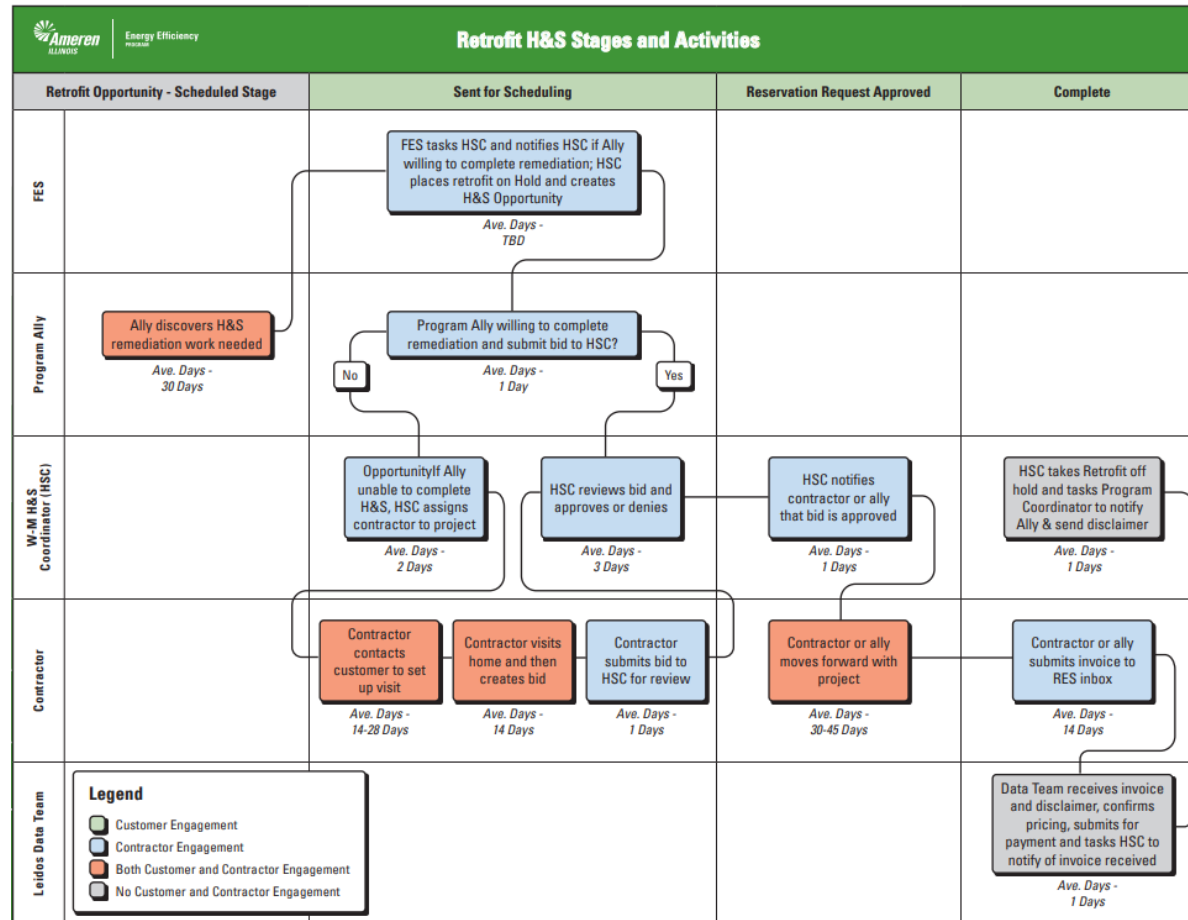 Ameren
ILLINOIS
Energy Efficiency
PROGRAM
Retrofit H&S Stages and Activities
Retrofit Opportunity - Scheduled Stage
Sent for Scheduling
Reservation Request Approved
Complete
FES
FES tasks HSC and notifies HSC if Ally
willing to complete remediation; HSC
places retrofit on Hold and creates
H&S Opportunity
Ave. Days -
TBD
Program Ally
Ally discovers H&S
remediation work needed
Ave. Days -
30 Days
Program Ally willing to complete
remediation and submit bid to HSC?
Ave. Days -
1 Day
No
Yes
W-M H&S
Coordinator (HSC)
OpportunityIf Ally
unable to complete
H&S, HSC assigns
contractor to project
Ave. Days -
2 Days
HSC reviews bid and
approves or denies
Ave. Days -
3 Days
HSC notifies
contractor or ally
that bid is approved
Ave. Days -
1 Days
HSC takes Retrofit off
hold and tasks Program
Coordinator to notify
Ally & send disclaimer
Ave. Days -
1 Days
Contractor
Contractor
contacts
customer to set
up visit
Ave. Days -
14-28 Days
Contractor visits
home and then
creates bid
Ave. Days -
14 Days
Contractor
submits bid to
HSC for review
Ave. Days -
1 Days
Contractor or ally
moves forward with
project
Ave. Days -
30-45 Days
Contractor or ally
submits invoice to
RES inbox
Ave. Days -
14 Days
Leidos Data Team
Legend
Customer Engagement
Contractor Engagement
Both Customer and Contractor Engagement
No Customer and Contractor Engagement
Data Team receives invoice
and disclaimer, confirms
pricing, submits for
payment and tasks HSC to
notify of invoice received
Ave. Days -
1 Days